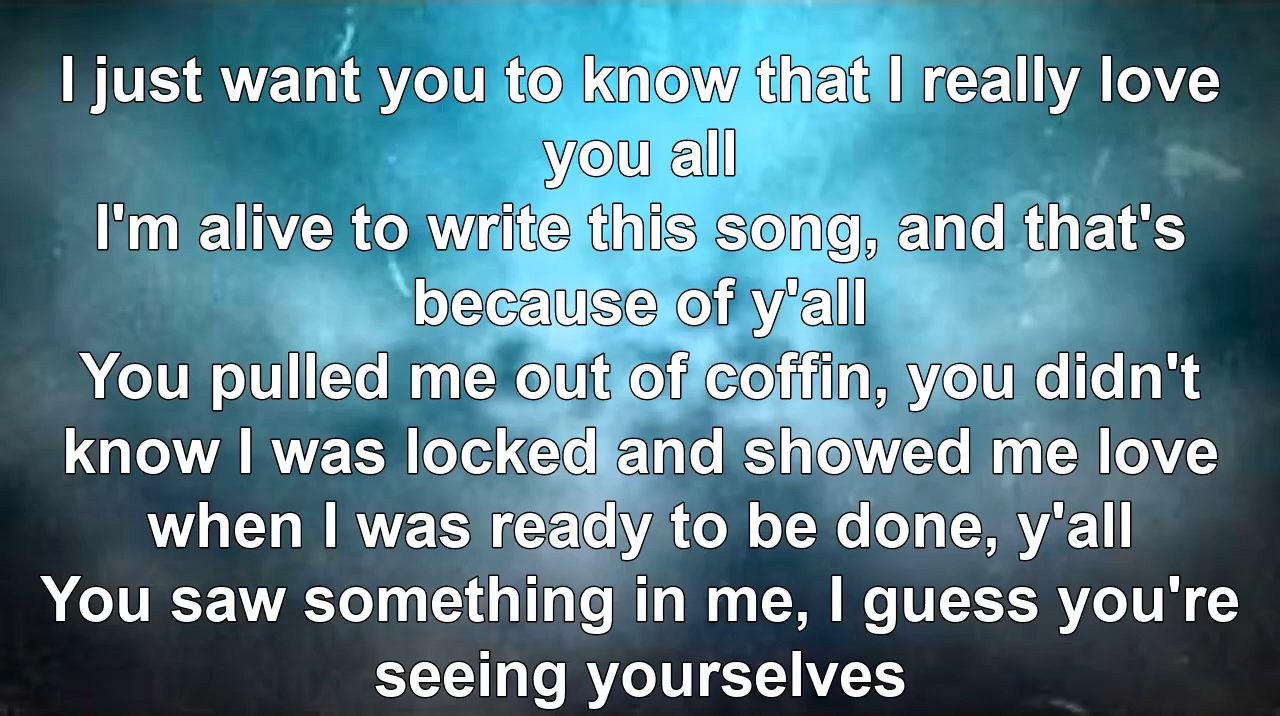 I just want you to know that I really love
you all
I'm alive to write this song, and that's
because of y'all
You pulled me out of coffin, you didn't
know I was locked and showed me love
when I was ready to be done, y'all
You saw something in me, I guess you're
seeing yourselves